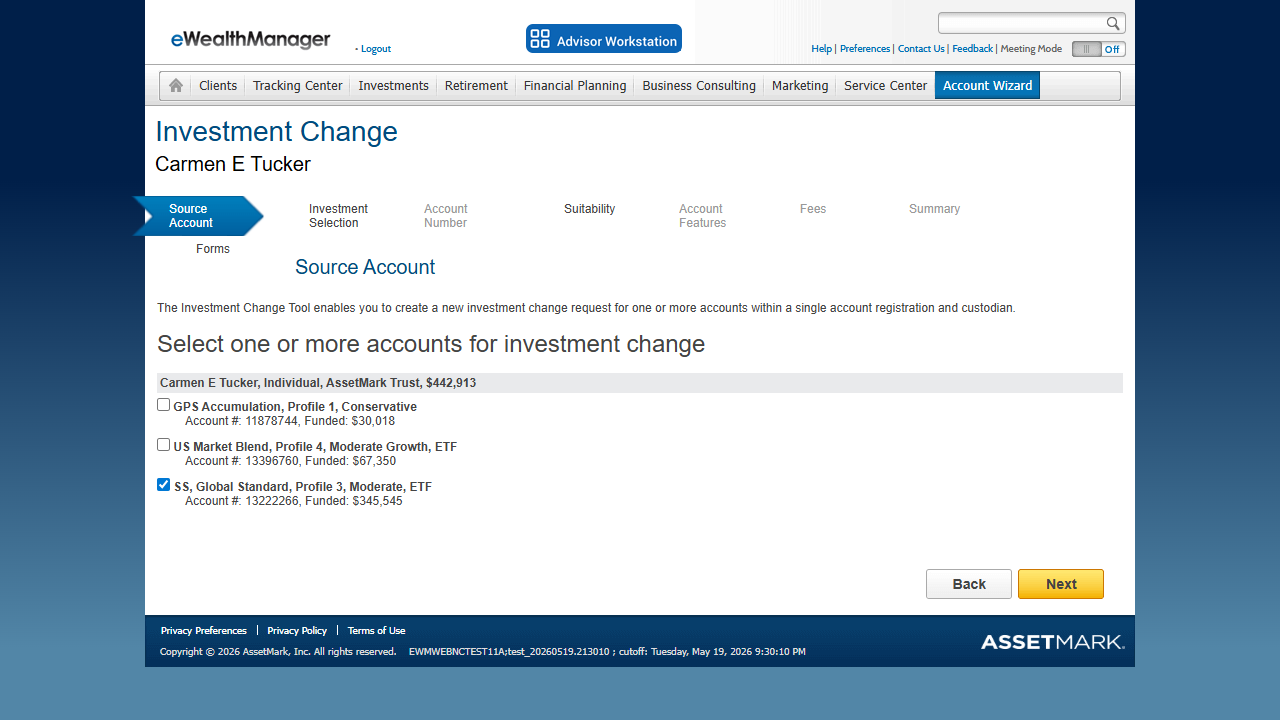 eWealthManager
• Logout
Advisor Workstation
Help | Preferences | Contact Us | Feedback | Meeting Mode
Off
Clients
Tracking Center
Investments
Retirement
Financial Planning
Business Consulting
Marketing
Service Center
Account Wizard
Investment Change
Carmen E Tucker
Source
Account
Investment
Selection
Account
Number
Suitability
Account
Features
Fees
Summary
Forms
Source Account
The Investment Change Tool enables you to create a new investment change request for one or more accounts within a single account registration and custodian.
Select one or more accounts for investment change
Carmen E Tucker, Individual, AssetMark Trust, $442,913
GPS Accumulation, Profile 1, Conservative
Account #: 11878744, Funded: $30,018
US Market Blend, Profile 4, Moderate Growth, ETF
Account #: 13396760, Funded: $67,350
SS, Global Standard, Profile 3, Moderate, ETF
Account #: 13222266, Funded: $345,545
Back
Next
Privacy Preferences | Privacy Policy | Terms of Use
Copyright © 2026 AssetMark, Inc. All rights reserved. EWMWEBNCTEST11A;test_20260519.213010 ; cutoff: Tuesday, May 19, 2026 9:30:10 PM
ASSETMARK.